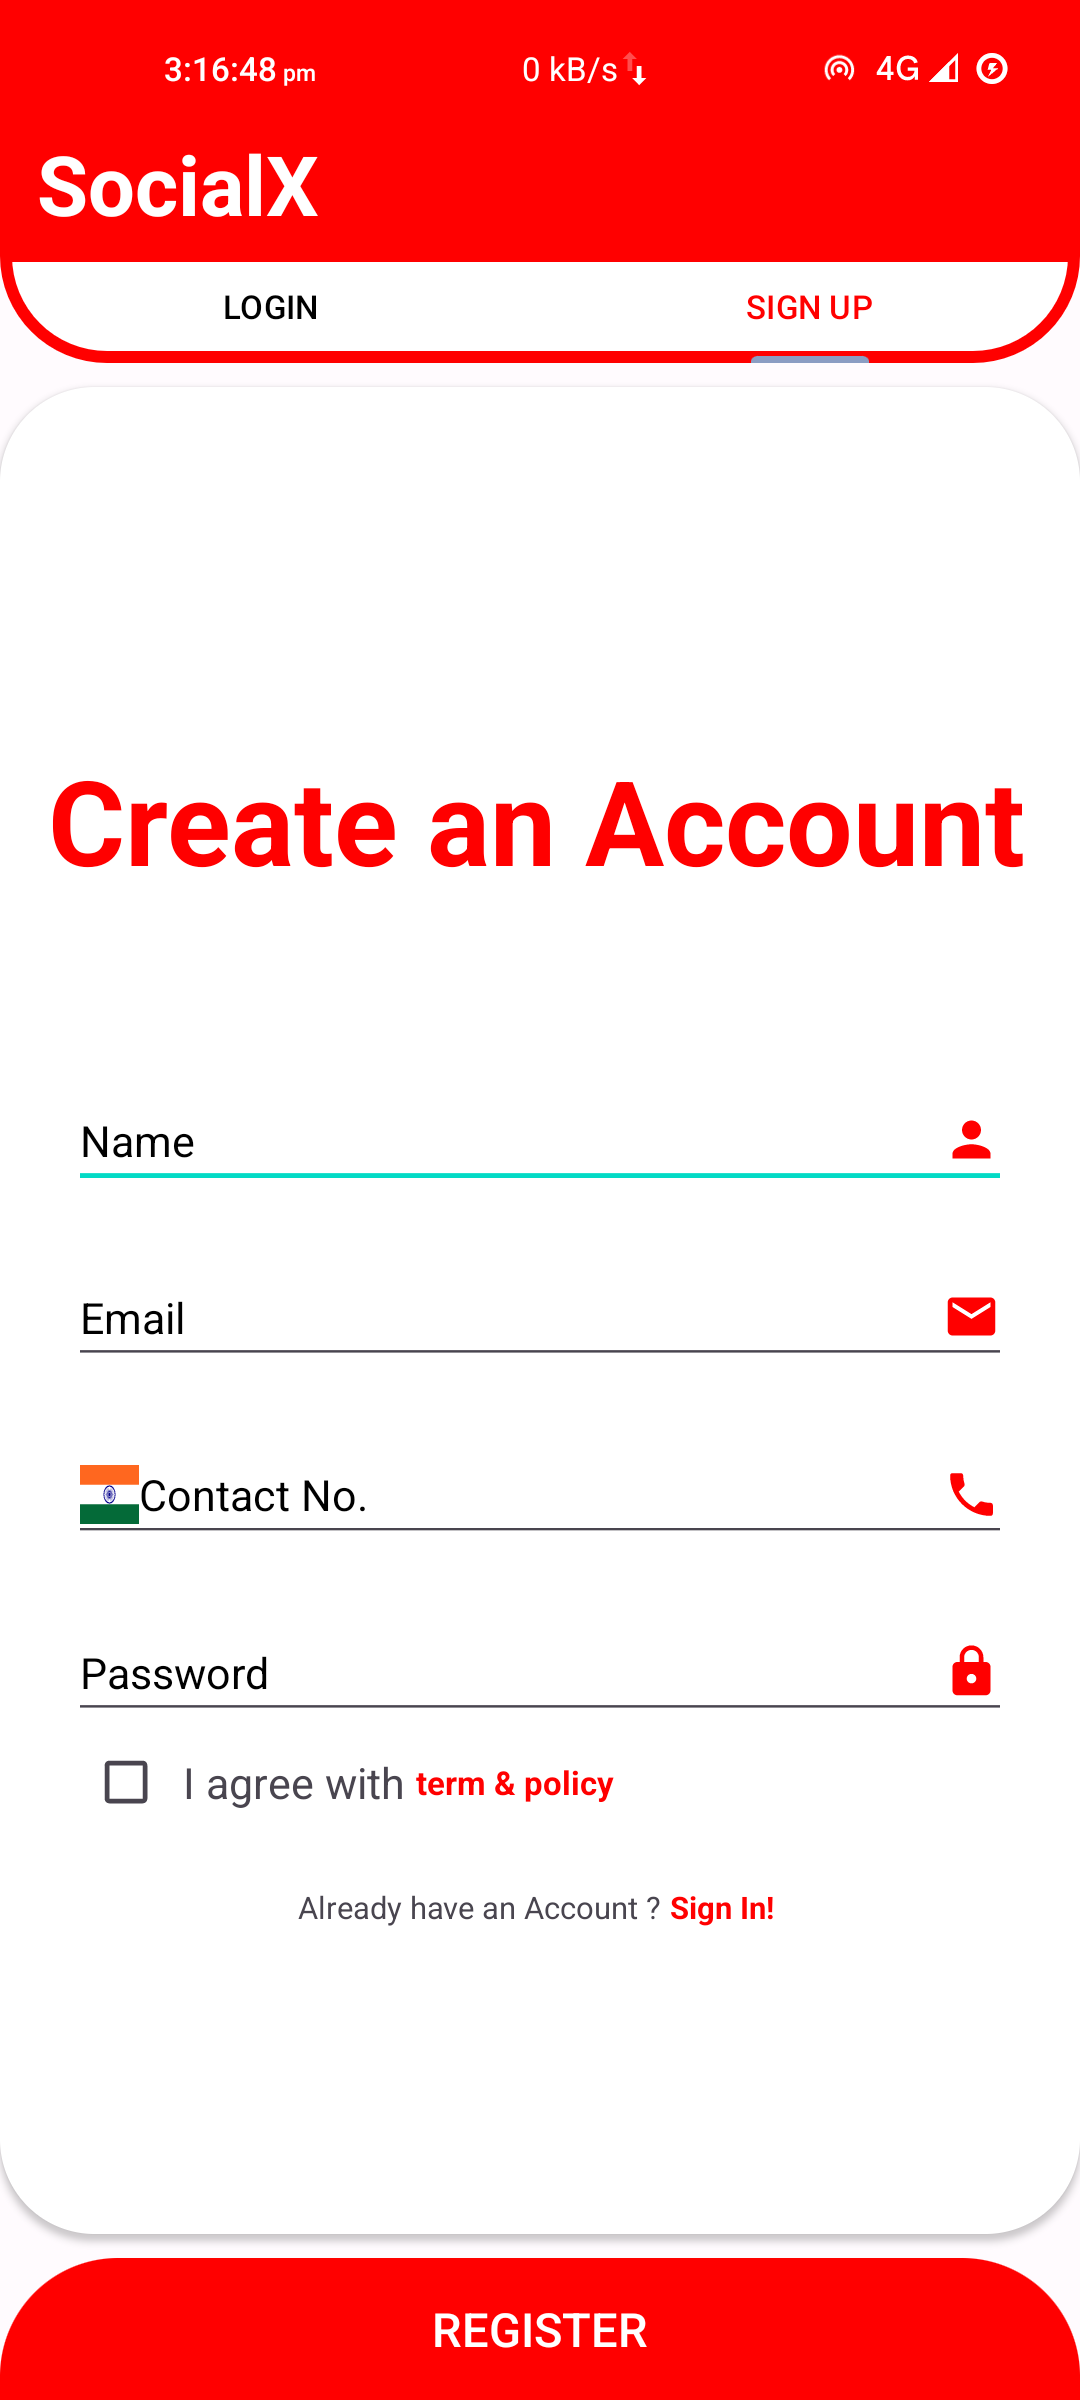 3:16:48 pm 0 kB/s 4G
SocialX
LOGIN SIGN UP
Create an Account
Name
Email
Contact No.
Password
I agree with term & policy
Already have an Account ? Sign In!
REGISTER